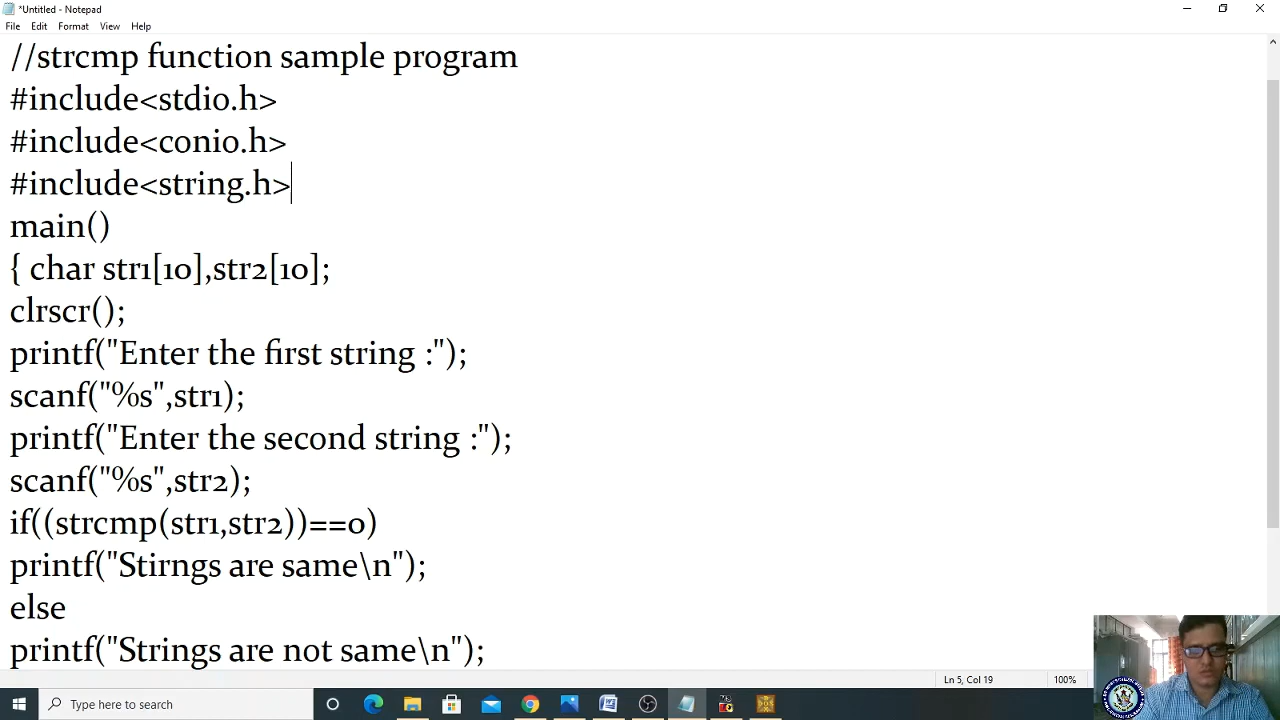 *Untitled - Notepad
File Edit Format View Help
//strcmp function sample program
#include<stdio.h>
#include<conio.h>
#include<string.h>
main()
{ char str1[10],str2[10];
clrscr();
printf("Enter the first string :");
scanf("%s",str1);
printf("Enter the second string :");
scanf("%s",str2);
if((strcmp(str1,str2))==0)
printf("Stirngs are same\n");
else
printf("Strings are not same\n");
Ln 5, Col 19 100%
Type here to search